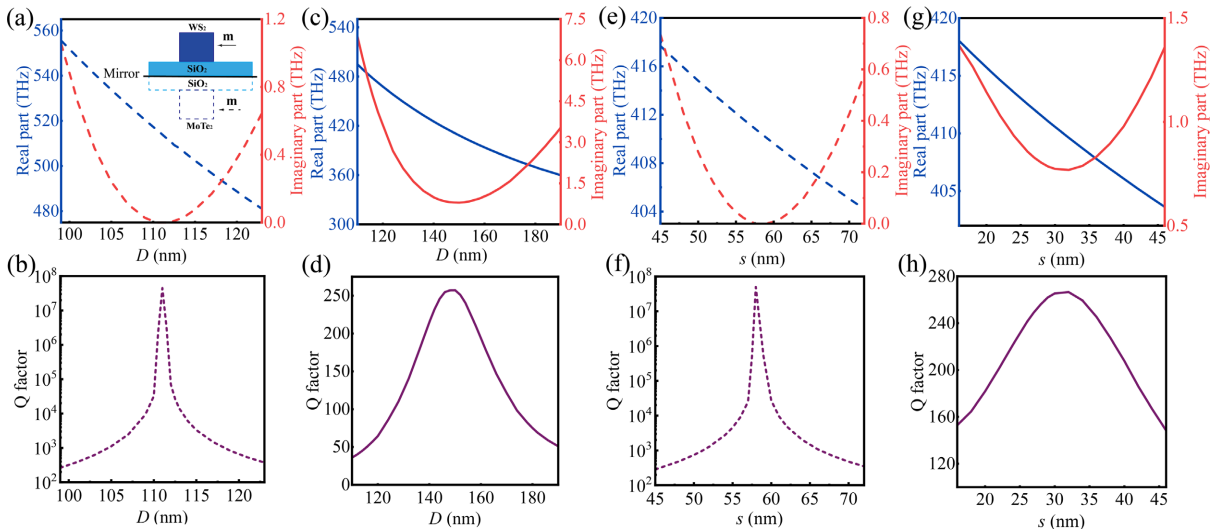 (a)
560
540
520
500
480
Real part (THz)
WS2
m
SiO2
Mirror
SiO2
m
MoTe2
1.2
0.8
0.4
0.0
Imaginary part (THz)
100 105 110 115 120
D (nm)
(c)
540
480
420
360
300
Real part (THz)
7.5
6.0
4.5
3.0
1.5
0.0
Imaginary part (THz)
120 140 160 180
D (nm)
(e)
420
416
412
408
404
Real part (THz)
0.8
0.6
0.4
0.2
0.0
Imaginary part (THz)
45 50 55 60 65 70
s (nm)
(g)
420
415
410
405
Real part (THz)
1.5
1.0
0.5
Imaginary part (THz)
20 25 30 35 40 45
s (nm)
(b)
10^8
10^7
10^6
10^5
10^4
10^3
10^2
Q factor
100 105 110 115 120
D (nm)
(d)
250
200
150
100
50
0
Q factor
120 140 160 180
D (nm)
(f)
10^8
10^7
10^6
10^5
10^4
10^3
10^2
Q factor
45 50 55 60 65 70
s (nm)
(h)
280
240
200
160
120
Q factor
20 25 30 35 40 45
s (nm)